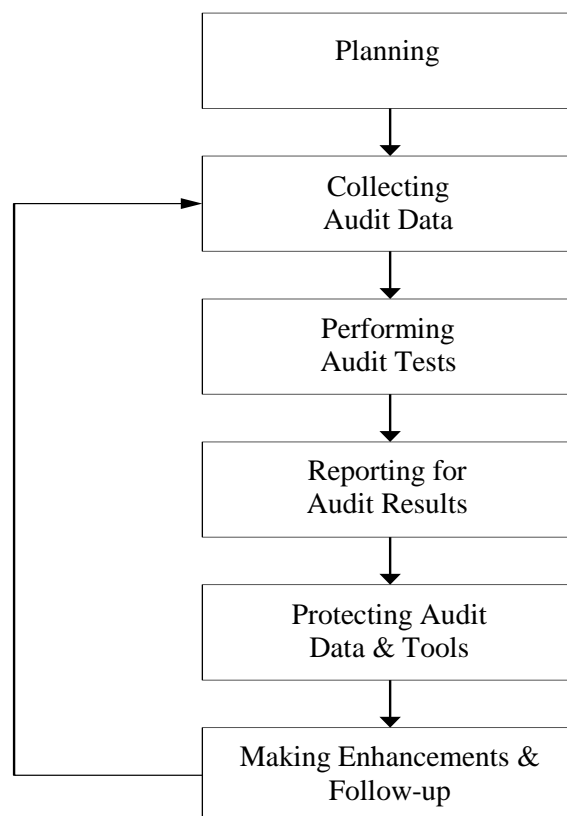 Planning
Collecting
Audit Data
Performing
Audit Tests
Reporting for
Audit Results
Protecting Audit
Data & Tools
Making Enhancements &
Follow-up